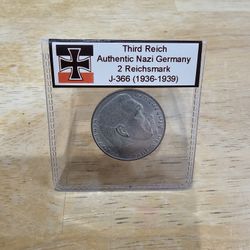 Third Reich
Authentic Nazi Germany
2 Reichsmark
J-366 (1936-1939)